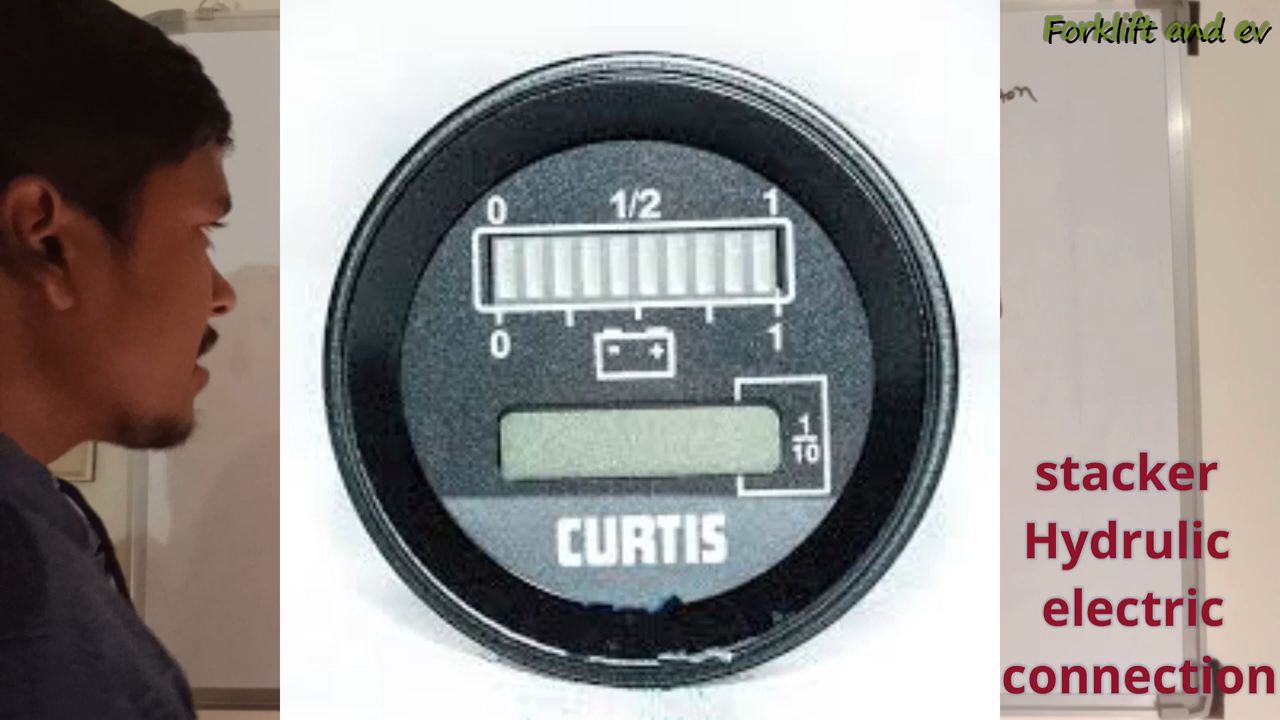 Forklift and ev
0 1/2 1
0 1
- +
1
10
CURTIS
stacker
Hydrulic
electric
connection